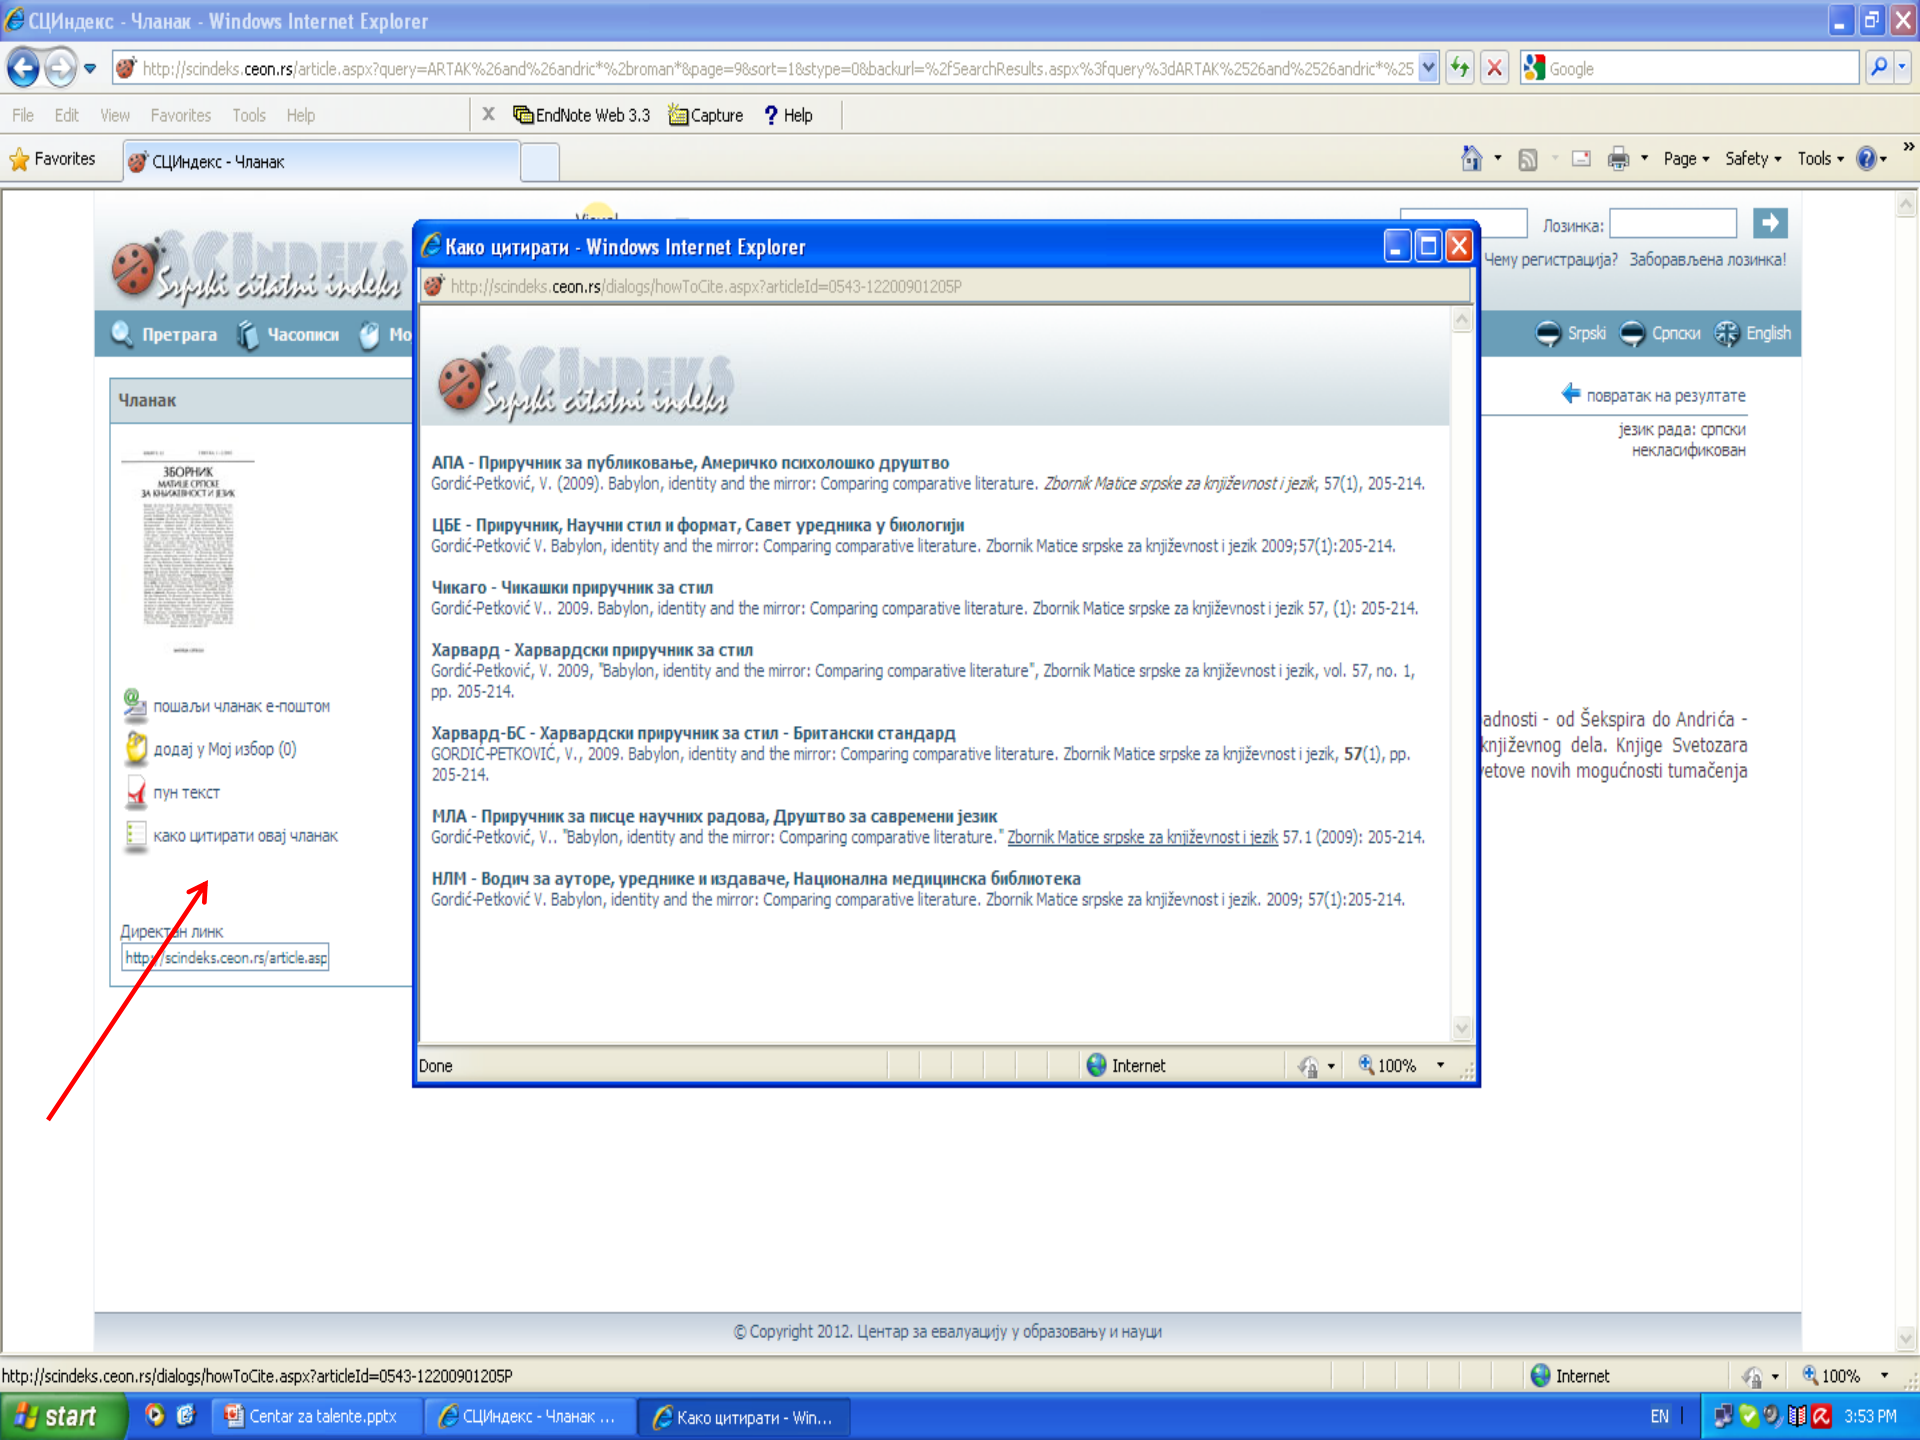 СЦИндекс - Чланак - Windows Internet Explorer
http://scindeks.ceon.rs/article.aspx?query=ARTAK%26and%26andric*%2broman*&page=9&sort=1&stype=0&backurl=%2fSearchResults.aspx%3fquery%3dARTAK%2526and%2526andric*%25
Google
File Edit View Favorites Tools Help
X EndNote Web 3.3 Capture ? Help
Favorites
СЦИндекс - Чланак
Page Safety Tools »
SCINDEKS
Srpski citatni indeks
Лозинка:
Чему регистрација? Заборављена лозинка!
Претрага Часописи Мо
Srpski Српски English
Чланак
ЗБОРНИК
МАТИЦЕ СРПСКЕ
ЗА КЊИЖЕВНОСТ И ЈЕЗИК
пошаљи чланак е-поштом
додај у Мој избор (0)
пун текст
како цитирати овај чланак
Директан линк
http://scindeks.ceon.rs/article.asp
повратак на резултате
језик рада: српски
некласификован
adnosti - od Šekspira do Andrića -
književnog dela. Knjige Svetozara
vetove novih mogućnosti tumačenja
Како цитирати - Windows Internet Explorer
http://scindeks.ceon.rs/dialogs/howToCite.aspx?articleId=0543-12200901205P
SCINDEKS
Srpski citatni indeks
АПА - Приручник за публиковање, Америчко психолошко друштво
Gordić-Petković, V. (2009). Babylon, identity and the mirror: Comparing comparative literature. Zbornik Matice srpske za književnost i jezik, 57(1), 205-214.
ЦБЕ - Приручник, Научни стил и формат, Савет уредника у биологији
Gordić-Petković V. Babylon, identity and the mirror: Comparing comparative literature. Zbornik Matice srpske za književnost i jezik 2009;57(1):205-214.
Чикаго - Чикашки приручник за стил
Gordić-Petković V.. 2009. Babylon, identity and the mirror: Comparing comparative literature. Zbornik Matice srpske za književnost i jezik 57, (1): 205-214.
Харвард - Харвардски приручник за стил
Gordić-Petković, V. 2009, "Babylon, identity and the mirror: Comparing comparative literature", Zbornik Matice srpske za književnost i jezik, vol. 57, no. 1,
pp. 205-214.
Харвард-БС - Харвардски приручник за стил - Британски стандард
GORDIĆ-PETKOVIĆ, V., 2009. Babylon, identity and the mirror: Comparing comparative literature. Zbornik Matice srpske za književnost i jezik, 57(1), pp.
205-214.
МЛА - Приручник за писце научних радова, Друштво за савремени језик
Gordić-Petković, V.. "Babylon, identity and the mirror: Comparing comparative literature." Zbornik Matice srpske za književnost i jezik 57.1 (2009): 205-214.
НЛМ - Водич за ауторе, уреднике и издаваче, Национална медицинска библиотека
Gordić-Petković V. Babylon, identity and the mirror: Comparing comparative literature. Zbornik Matice srpske za književnost i jezik. 2009; 57(1):205-214.
Done Internet 100%
© Copyright 2012. Центар за евалуацију у образовању и науци
http://scindeks.ceon.rs/dialogs/howToCite.aspx?articleId=0543-12200901205P Internet 100%
start Centar za talente.pptx СЦИндекс - Чланак ... Како цитирати - Win... EN 3:53 PM